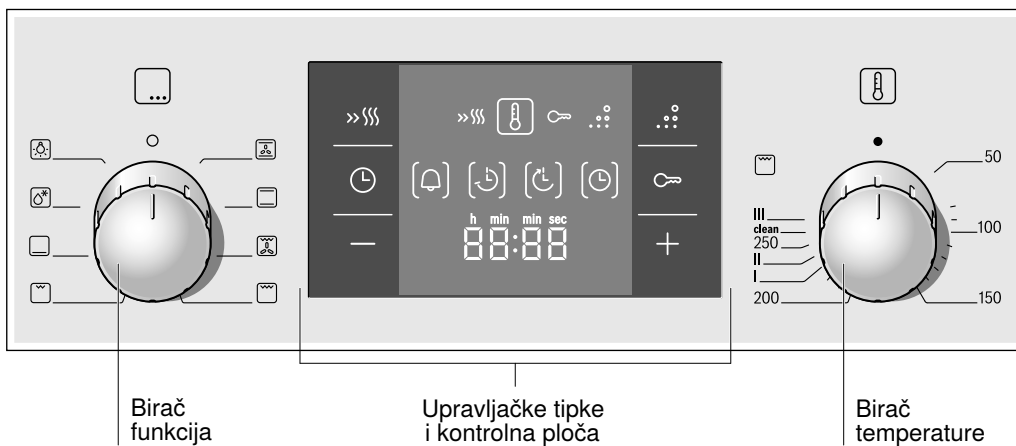 h min min sec
88:88
50
100
150
III
clean
250
II
I
200
Birač
funkcija
Upravljačke tipke
i kontrolna ploča
Birač
temperature